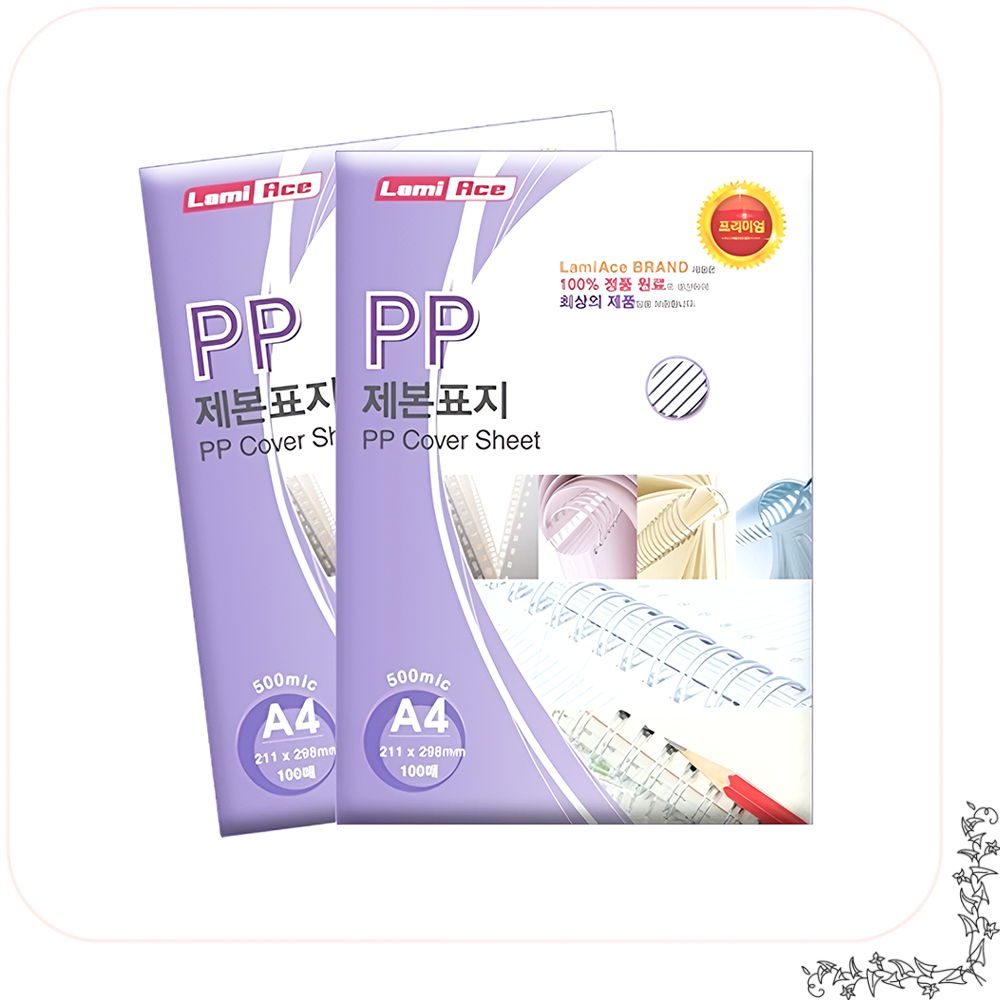 Lami Ace
PP
제본표지
PP Cover Sh
500mic
A4
211 x 298mm
100매
Lami Ace
프리미엄
LamiAce BRAND
100% 정품 원료
최상의 제품
PP
제본표지
PP Cover Sheet
500mic
A4
211 x 298mm
100매